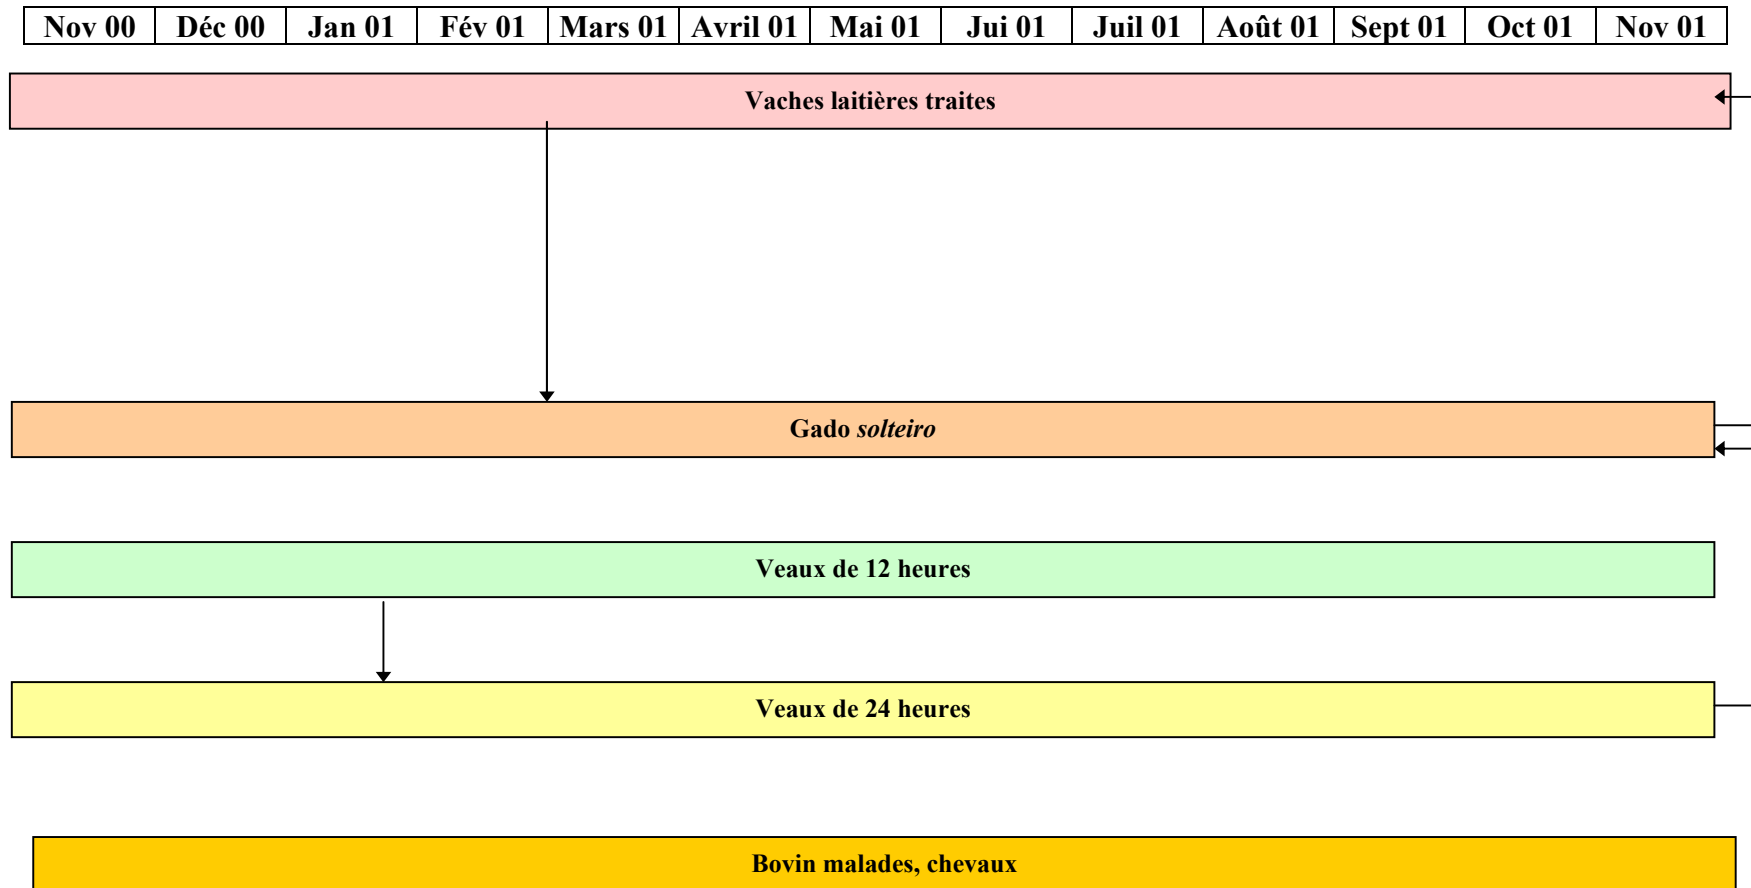 Nov 00 Déc 00 Jan 01 Fév 01 Mars 01 Avril 01 Mai 01 Jui 01 Juil 01 Août 01 Sept 01 Oct 01 Nov 01
Vaches laitières traites
Gado solteiro
Veaux de 12 heures
Veaux de 24 heures
Bovin malades, chevaux